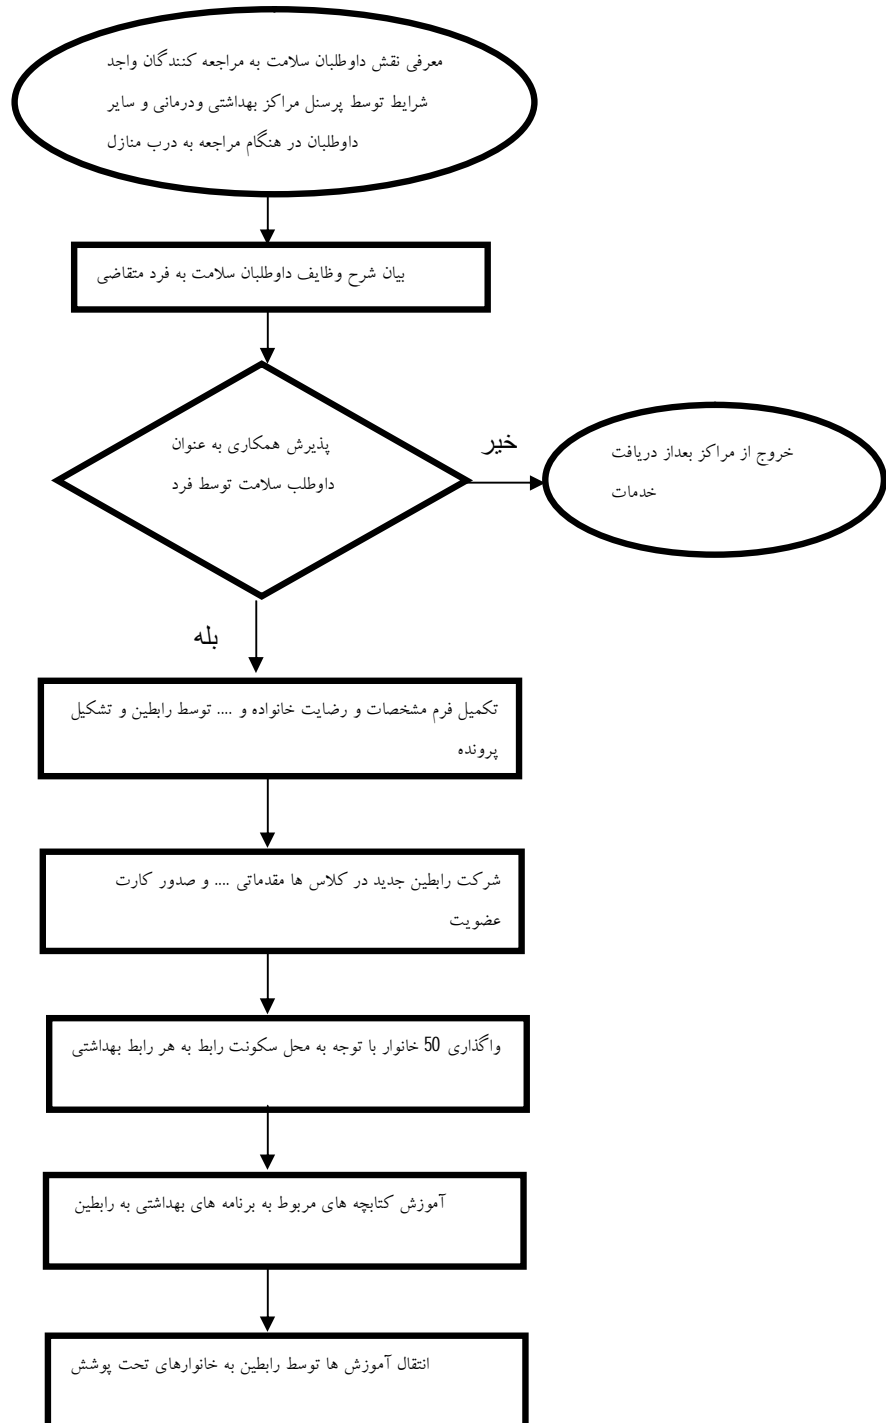 معرفی نقش داوطلبان سلامت به مراجعه کنندگان واجد
شرایط توسط پرسنل مراکز بهداشتی ودرمانی و سایر
داوطلبان در هنگام مراجعه به درب منازل
بیان شرح وظایف داوطلبان سلامت به فرد متقاضی
پذیرش همکاری به عنوان
داوطلب سلامت توسط فرد
خیر
خروج از مراکز بعداز دریافت
خدمات
بله
تکمیل فرم مشخصات و رضایت خانواده و .... توسط رابطین و تشکیل
پرونده
شرکت رابطین جدید در کلاس ها مقدماتی .... و صدور کارت
عضویت
واگذاری 50 خانوار با توجه به محل سکونت رابط به هر رابط بهداشتی
آموزش کتابچه های مربوط به برنامه های بهداشتی به رابطین
انتقال آموزش ها توسط رابطین به خانوارهای تحت پوشش